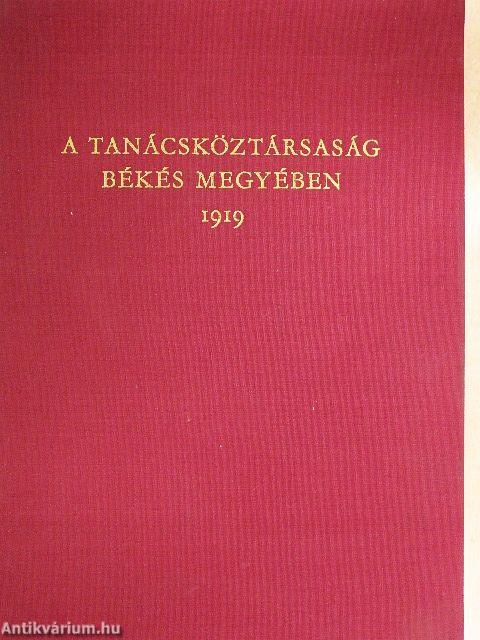 A TANÁCSKÖZTÁRSASÁG
BÉKÉS MEGYÉBEN
1919
Antikvárium.hu